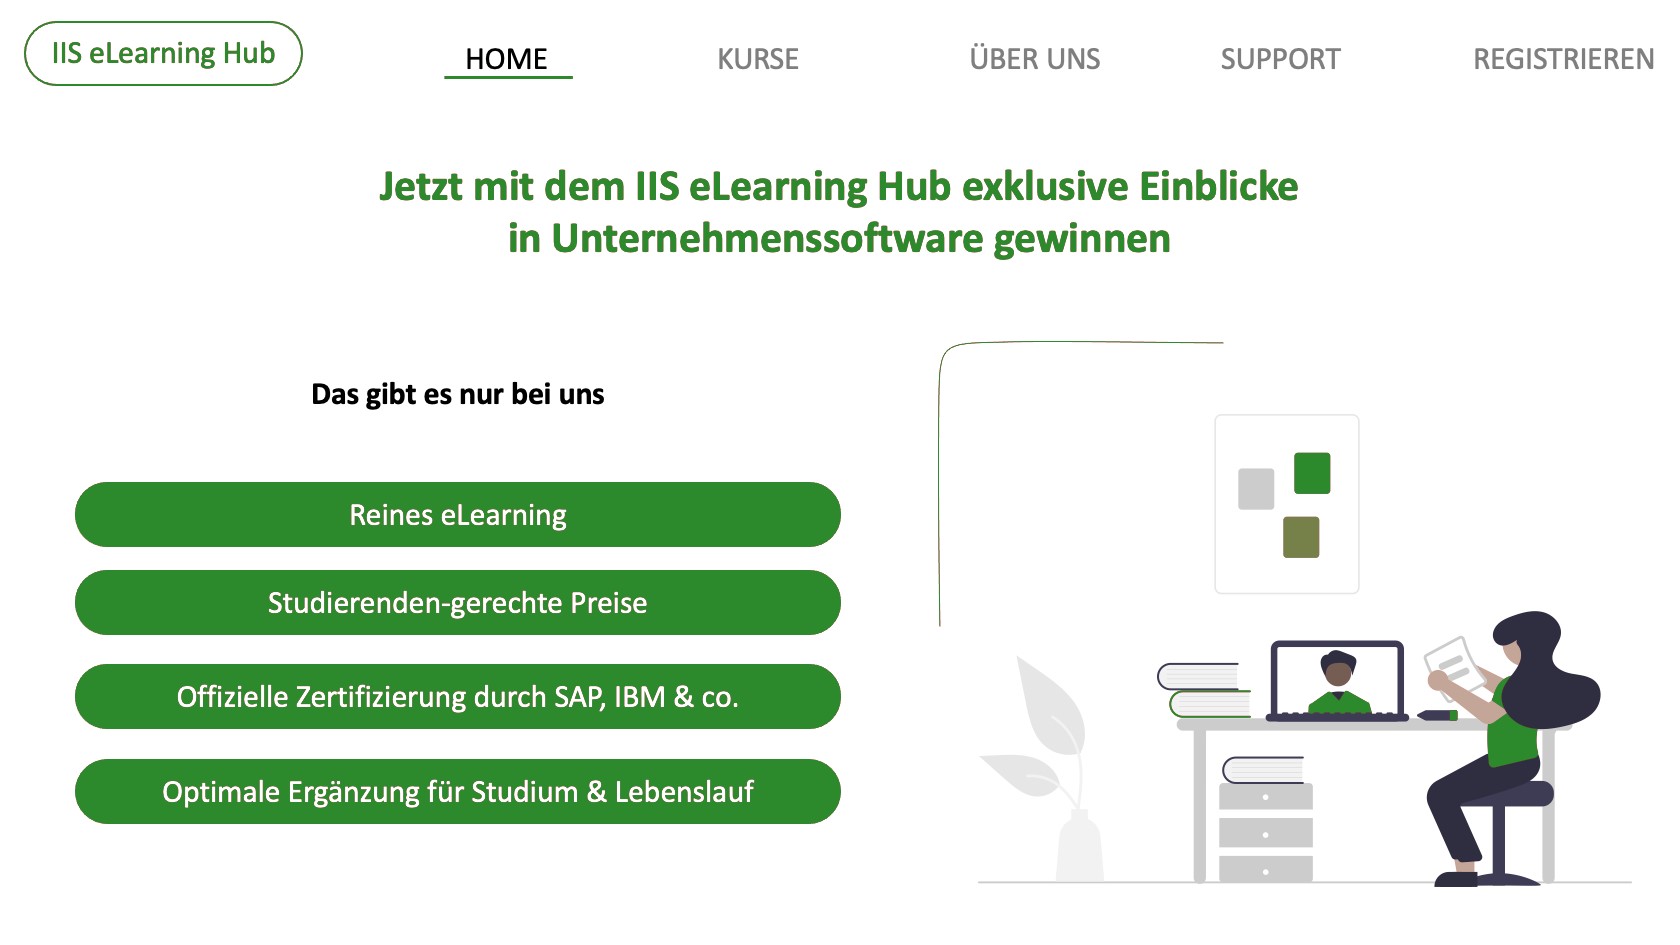 IIS eLearning Hub
HOME
KURSE
ÜBER UNS
SUPPORT
REGISTRIEREN
Jetzt mit dem IIS eLearning Hub exklusive Einblicke
in Unternehmenssoftware gewinnen
Das gibt es nur bei uns
Reines eLearning
Studierenden-gerechte Preise
Offizielle Zertifizierung durch SAP, IBM & co.
Optimale Ergänzung für Studium & Lebenslauf